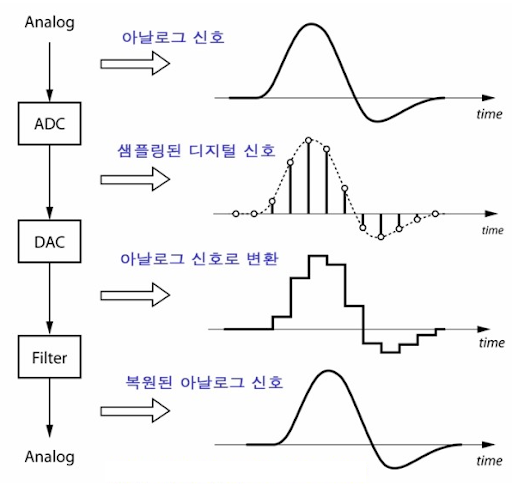 Analog
아날로그 신호
time
ADC
샘플링된 디지털 신호
time
DAC
아날로그 신호로 변환
time
Filter
복원된 아날로그 신호
Analog
time